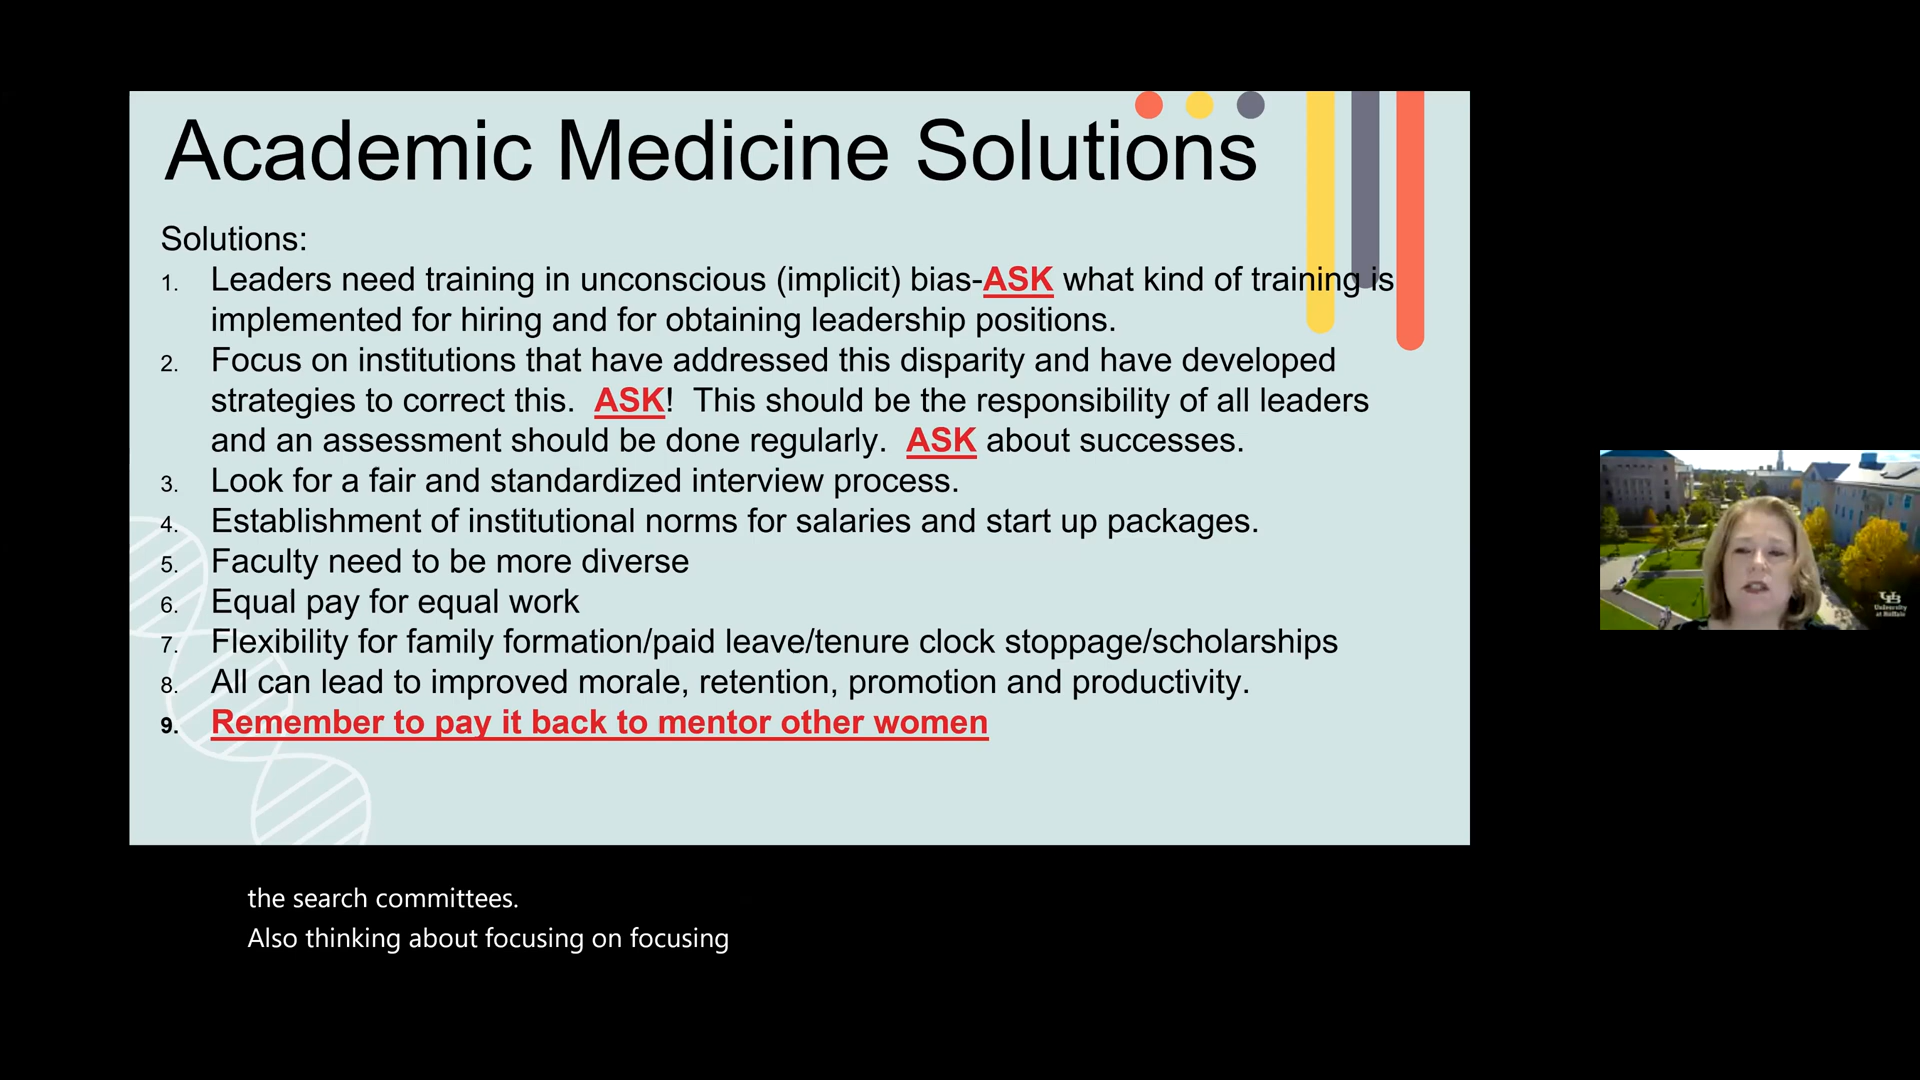 Academic Medicine Solutions
Solutions:
1. Leaders need training in unconscious (implicit) bias-ASK what kind of training is
implemented for hiring and for obtaining leadership positions.
2. Focus on institutions that have addressed this disparity and have developed
strategies to correct this.  ASK!  This should be the responsibility of all leaders
and an assessment should be done regularly.  ASK about successes.
3. Look for a fair and standardized interview process.
4. Establishment of institutional norms for salaries and start up packages.
5. Faculty need to be more diverse
6. Equal pay for equal work
7. Flexibility for family formation/paid leave/tenure clock stoppage/scholarships
8. All can lead to improved morale, retention, promotion and productivity.
9. Remember to pay it back to mentor other women
UB
University
at Buffalo
the search committees.
Also thinking about focusing on focusing